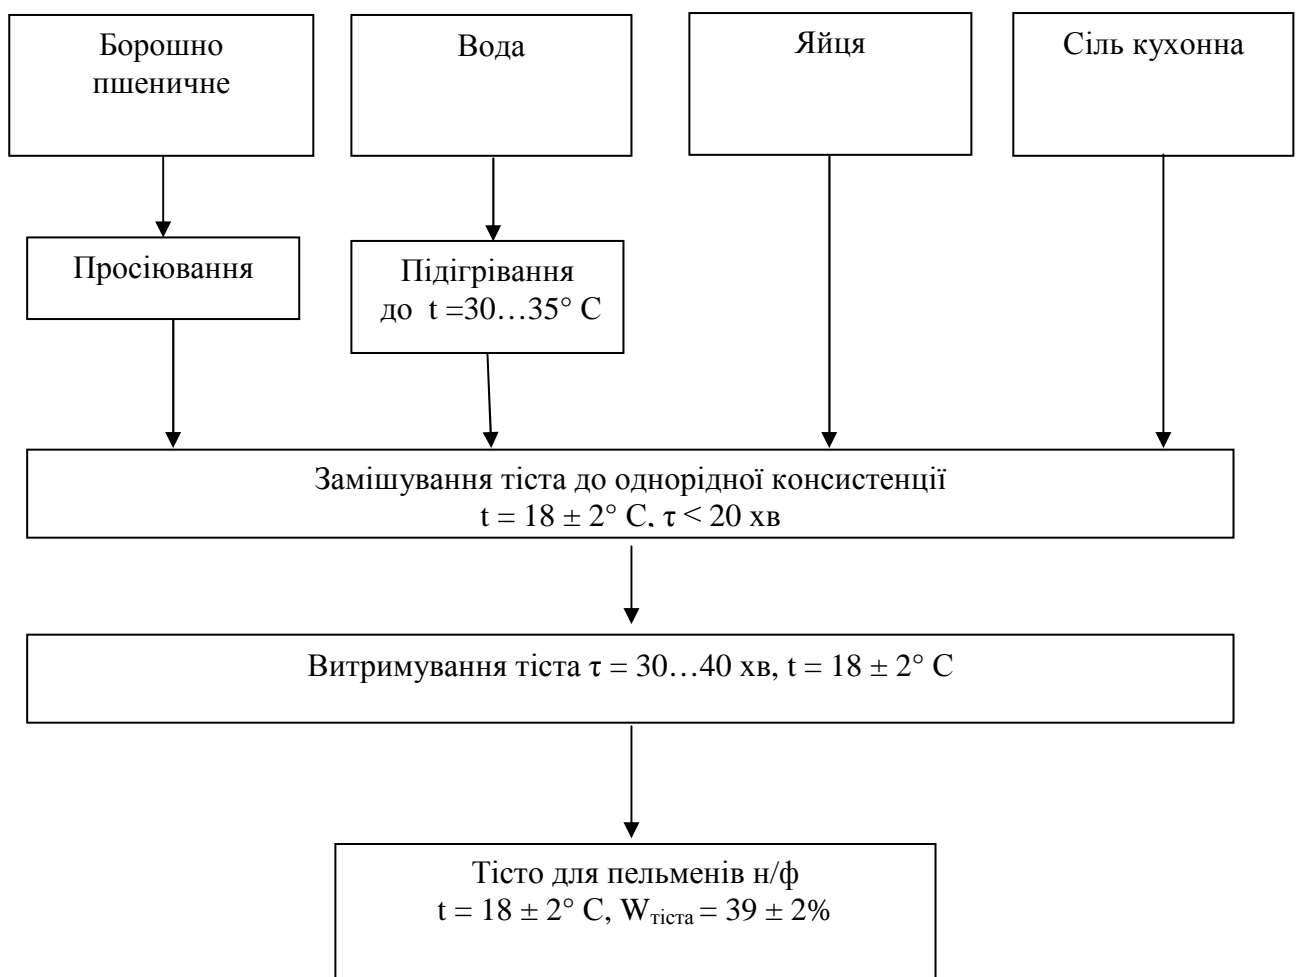 Борошно
пшеничне
Вода
Яйця
Сіль кухонна
Просіювання
Підігрівання
до t =30…35° С
Замішування тіста до однорідної консистенції
t = 18 ± 2° С, τ < 20 хв
Витримування тіста τ = 30…40 хв, t = 18 ± 2° С
Тісто для пельменів н/ф
t = 18 ± 2° С, Wтіста = 39 ± 2%